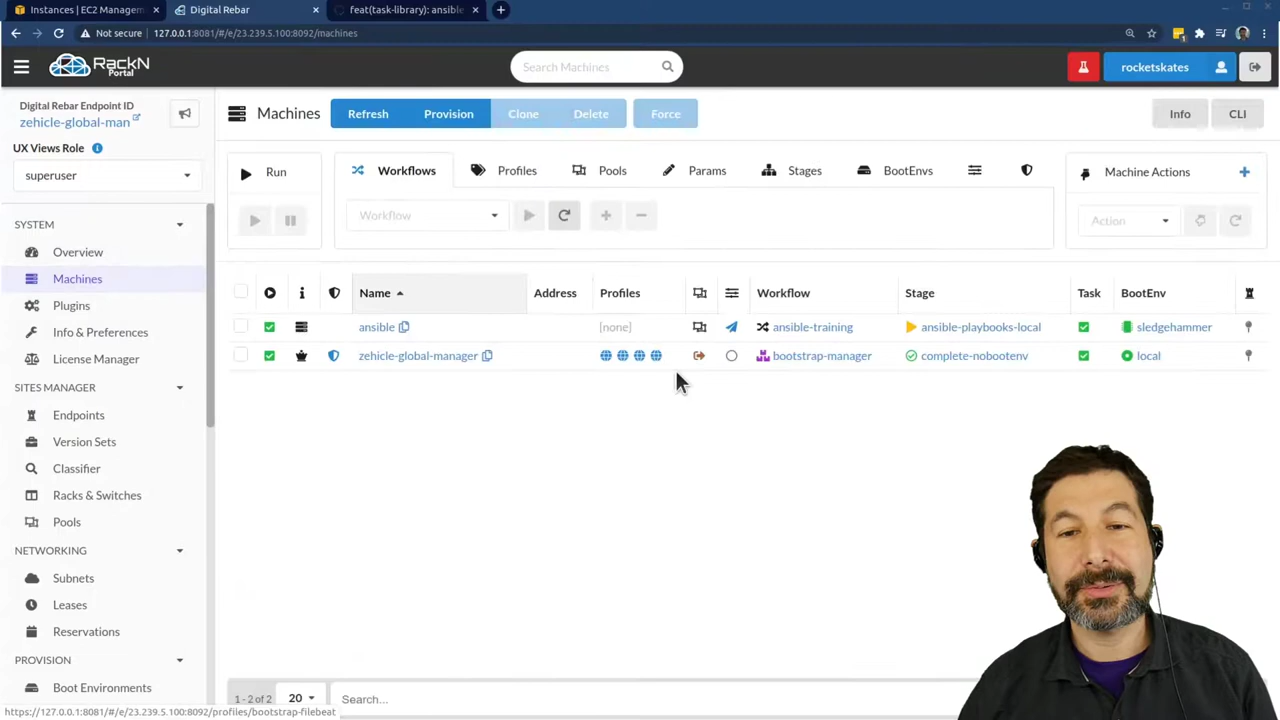 Instances | EC2 Managem
Digital Rebar
feat(task-library): ansible
Not secure | 127.0.0.1:8081/#/e/23.239.5.100:8092/machines
RackN
Portal
Search Machines
rocketskates
Digital Rebar Endpoint ID
zehicle-global-man
UX Views Role
superuser
Machines
Refresh
Provision
Clone
Delete
Force
Info
CLI
Run
Workflows
Profiles
Pools
Params
Stages
BootEnvs
Machine Actions
Workflow
Action
SYSTEM
Overview
Machines
Plugins
Info & Preferences
License Manager
SITES MANAGER
Endpoints
Version Sets
Classifier
Racks & Switches
Pools
NETWORKING
Subnets
Leases
Reservations
PROVISION
Boot Environments
Name Address Profiles Workflow Stage Task BootEnv
ansible [none] ansible-training ansible-playbooks-local sledgehammer
zehicle-global-manager bootstrap-manager complete-nobootenv local
1 - 2 of 2
20
Search...
https://127.0.0.1:8081/#/e/23.239.5.100:8092/profiles/bootstrap-filebeat